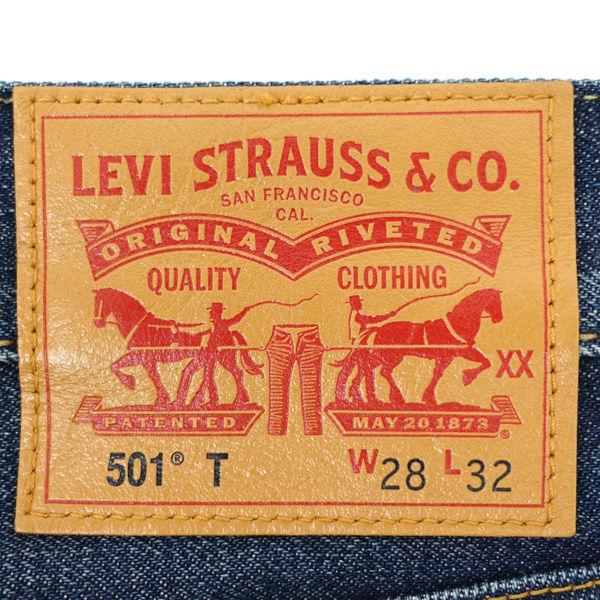 LEVI STRAUSS & CO.
SAN FRANCISCO
CAL.
ORIGINAL RIVETED
QUALITY CLOTHING
XX
PATENTED MAY 20 1873
®
501® T W28 L32